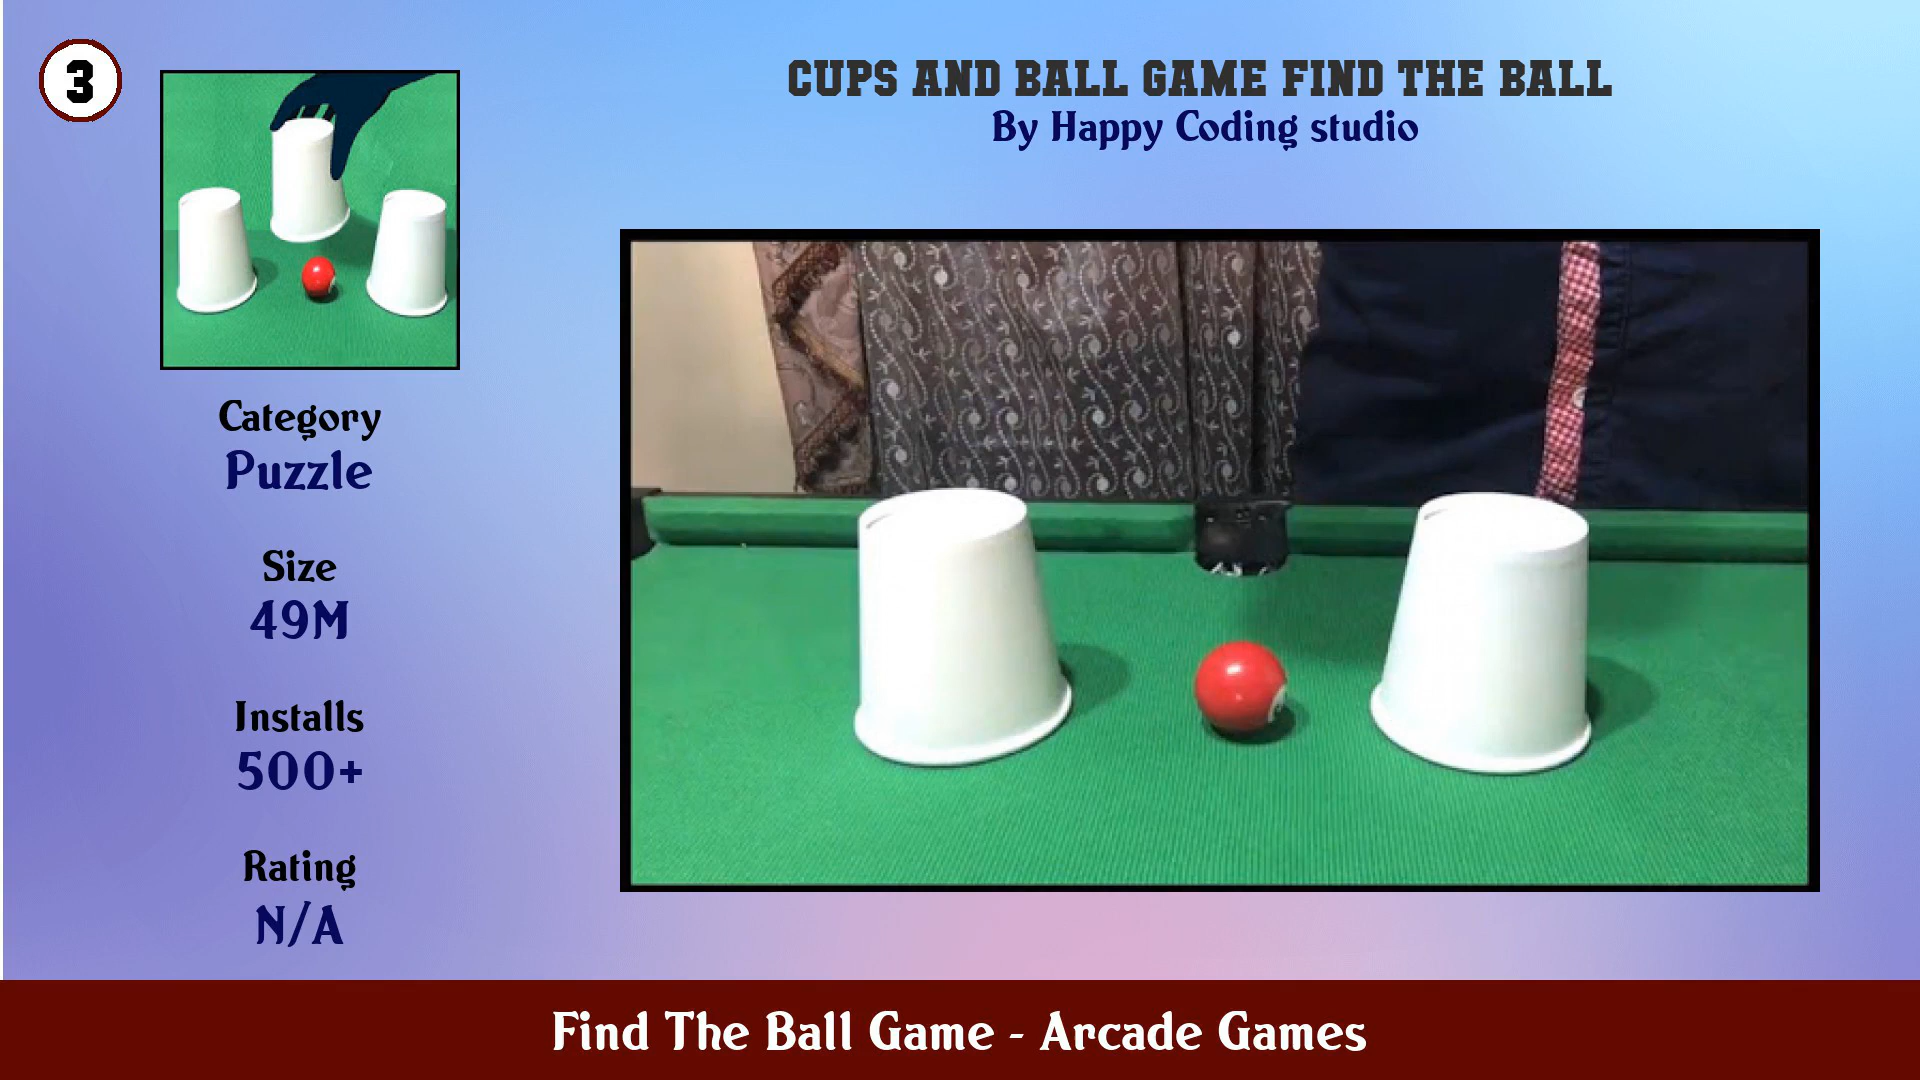 3
CUPS AND BALL GAME FIND THE BALL
By Happy Coding studio
Category
Puzzle
Size
49M
Installs
500+
Rating
N/A
Find The Ball Game - Arcade Games